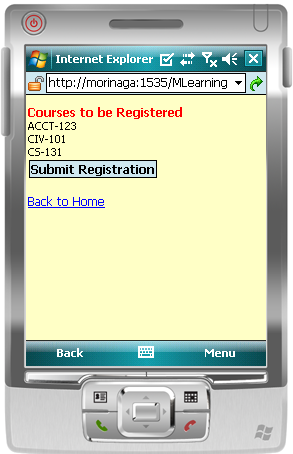 Internet Explorer
http://morinaga:1535/MLearning
Courses to be Registered
ACCT-123
CIV-101
CS-131
Submit Registration
Back to Home
Back Menu